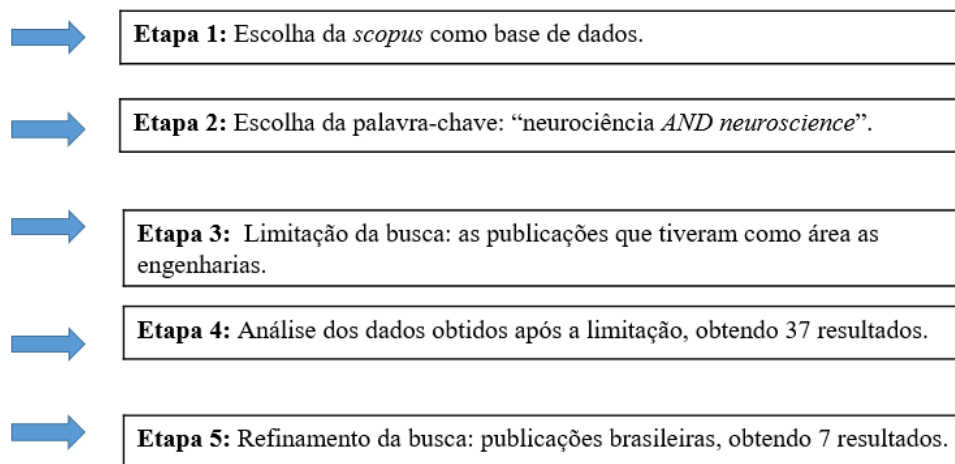 Etapa 1: Escolha da scopus como base de dados.
Etapa 2: Escolha da palavra-chave: “neurociência AND neuroscience”.
Etapa 3: Limitação da busca: as publicações que tiveram como área as
engenharias.
Etapa 4: Análise dos dados obtidos após a limitação, obtendo 37 resultados.
Etapa 5: Refinamento da busca: publicações brasileiras, obtendo 7 resultados.